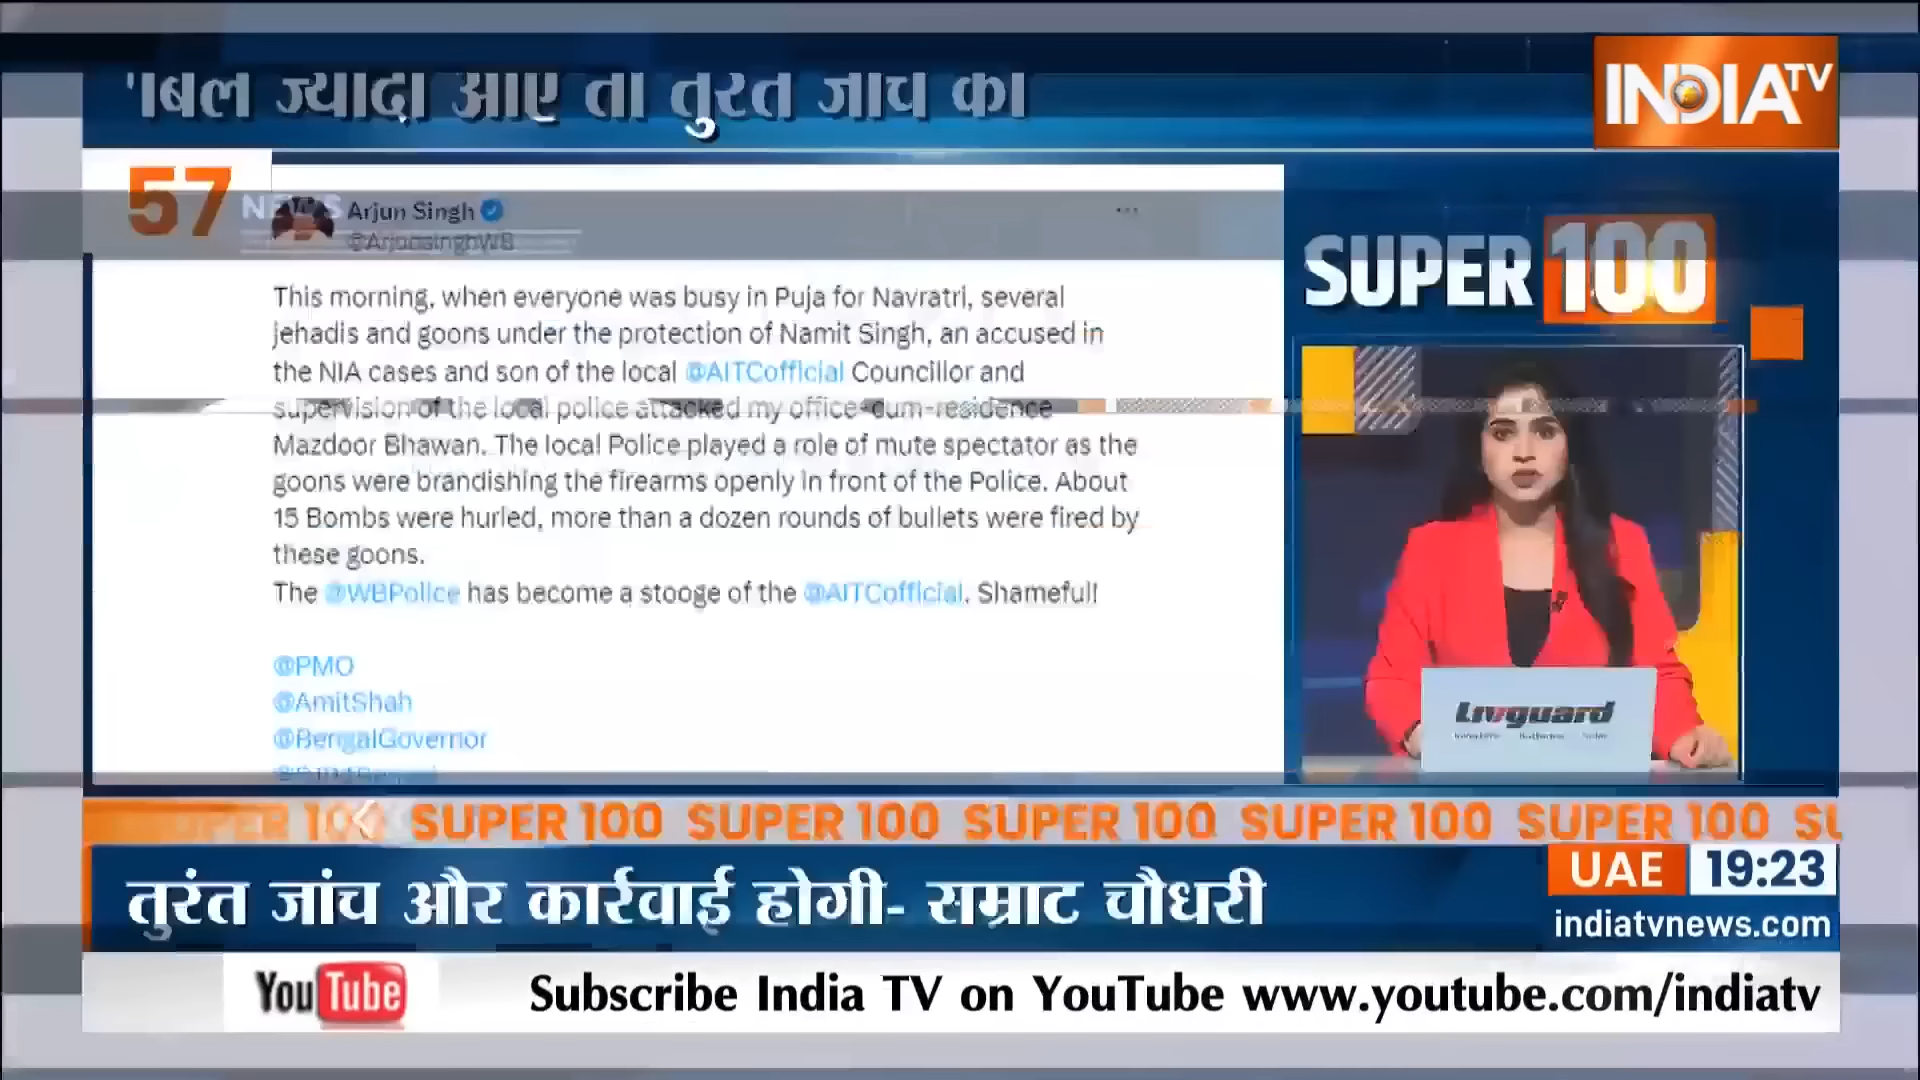 'बिल ज्यादा आए तो तुरंत जांच को
INDIA TV
57
NEWS
Arjun Singh
@ArjunsinghWB
This morning, when everyone was busy in Puja for Navratri, several
jehadis and goons under the protection of Namit Singh, an accused in
the NIA cases and son of the local @AITCofficial Councillor and
supervision of the local police attacked my office-cum-residence
Mazdoor Bhawan. The local Police played a role of mute spectator as the
goons were brandishing the firearms openly in front of the Police. About
15 Bombs were hurled, more than a dozen rounds of bullets were fired by
these goons.
The @WBPolice has become a stooge of the @AITCofficial. Shameful!
@PMO
@AmitShah
@BengalGovernor
SUPER 100
Livguard
SUPER 100 SUPER 100 SUPER 100 SUPER 100 SUPER 100 SUPER 100 SU
तुरंत जांच और कार्रवाई होगी- सम्राट चौधरी
UAE 19:23
indiatvnews.com
YouTube
Subscribe India TV on YouTube www.youtube.com/indiatv